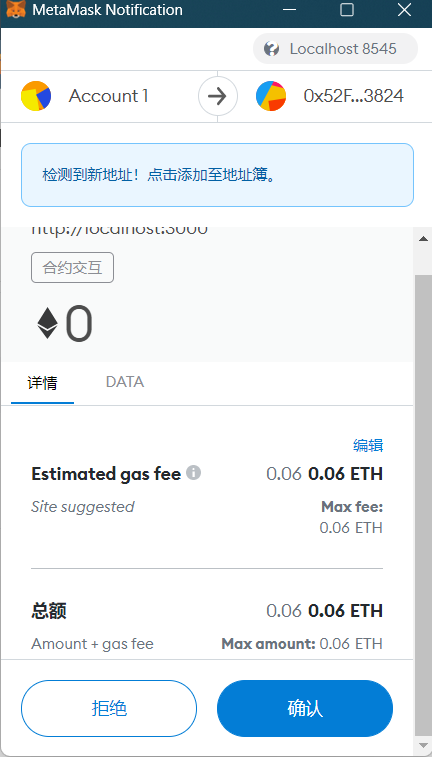 MetaMask Notification
Localhost 8545
Account 1
0x52F...3824
检测到新地址！点击添加至地址簿。
http://localhost:3000
合约交互
0
详情 DATA
编辑
Estimated gas fee 0.06 0.06 ETH
Site suggested Max fee:
0.06 ETH
总额 0.06 0.06 ETH
Amount + gas fee Max amount: 0.06 ETH
拒绝 确认